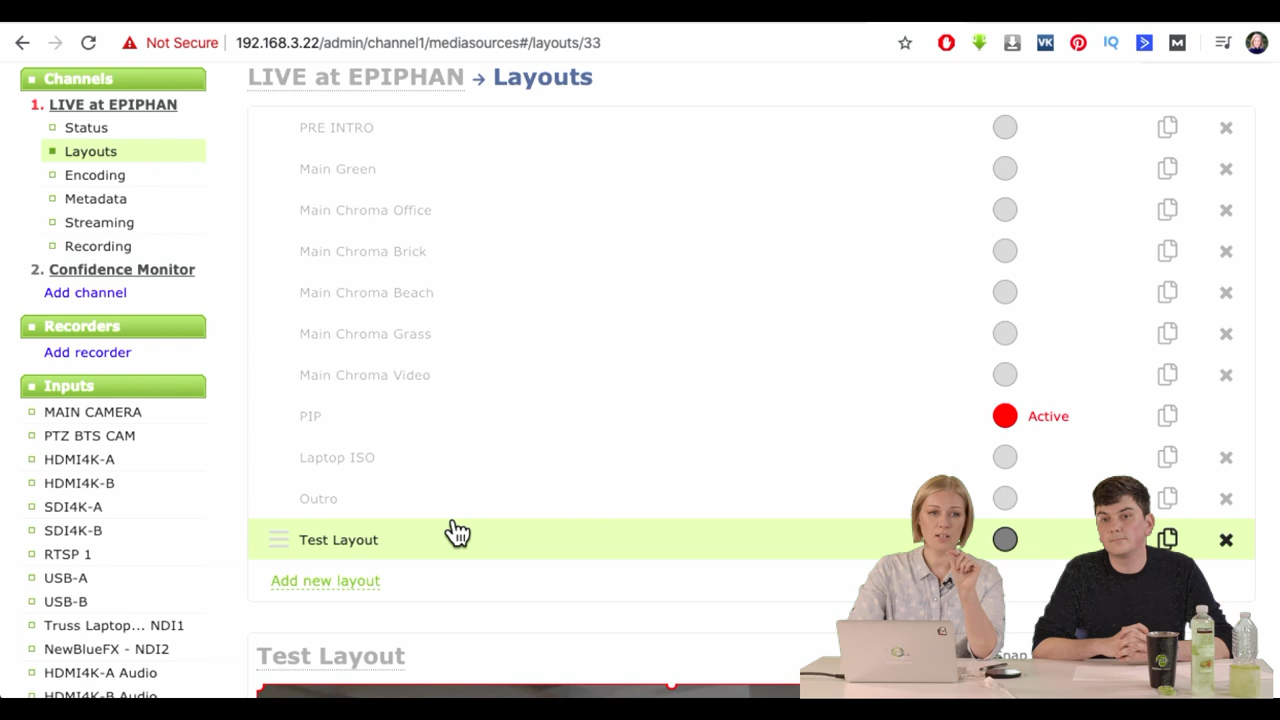 Not Secure 192.168.3.22/admin/channel1/mediasources#/layouts/33
Channels
1. LIVE at EPIPHAN
Status
Layouts
Encoding
Metadata
Streaming
Recording
2. Confidence Monitor
Add channel
Recorders
Add recorder
Inputs
MAIN CAMERA
PTZ BTS CAM
HDMI4K-A
HDMI4K-B
SDI4K-A
SDI4K-B
RTSP 1
USB-A
USB-B
Truss Laptop... NDI1
NewBlueFX - NDI2
HDMI4K-A Audio
HDMI4K-B Audio
LIVE at EPIPHAN → Layouts
PRE INTRO
Main Green
Main Chroma Office
Main Chroma Brick
Main Chroma Beach
Main Chroma Grass
Main Chroma Video
PIP Active
Laptop ISO
Outro
Test Layout
Add new layout
Test Layout